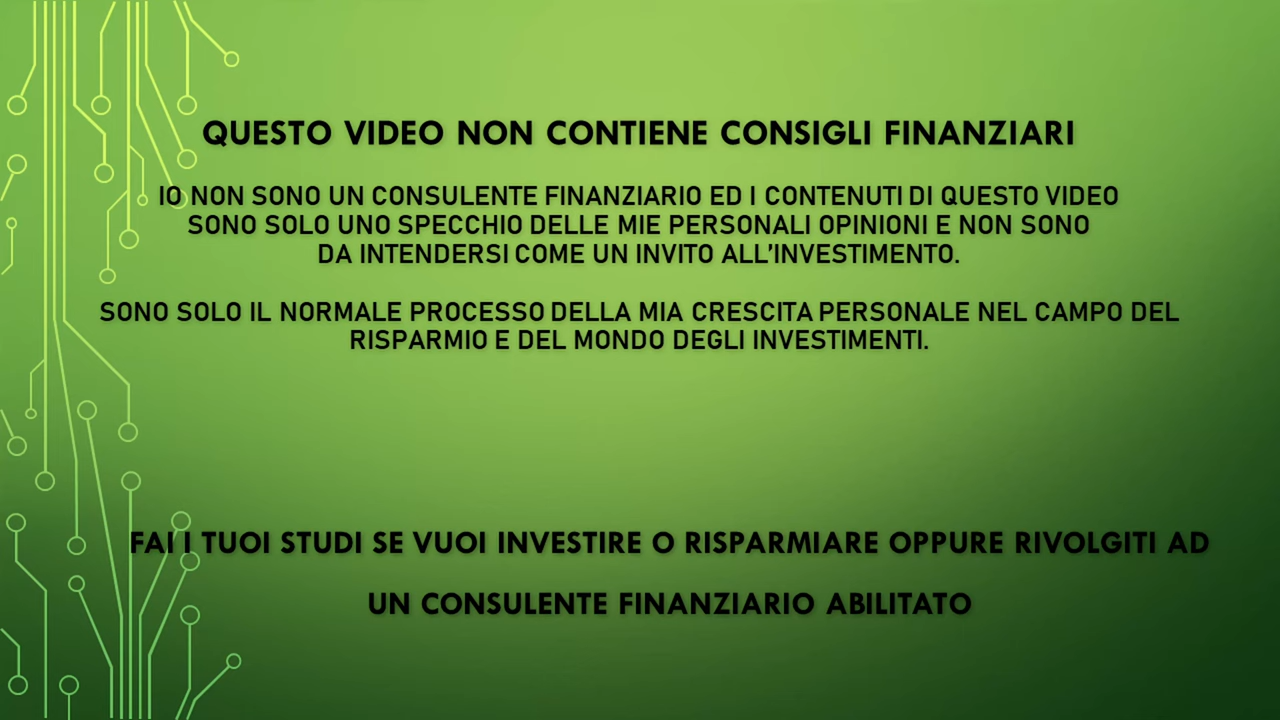 QUESTO VIDEO NON CONTIENE CONSIGLI FINANZIARI
IO NON SONO UN CONSULENTE FINANZIARIO ED I CONTENUTI DI QUESTO VIDEO
SONO SOLO UNO SPECCHIO DELLE MIE PERSONALI OPINIONI E NON SONO
DA INTENDERSI COME UN INVITO ALL'INVESTIMENTO.
SONO SOLO IL NORMALE PROCESSO DELLA MIA CRESCITA PERSONALE NEL CAMPO DEL
RISPARMIO E DEL MONDO DEGLI INVESTIMENTI.
FAI I TUOI STUDI SE VUOI INVESTIRE O RISPARMIARE OPPURE RIVOLGITI AD
UN CONSULENTE FINANZIARIO ABILITATO